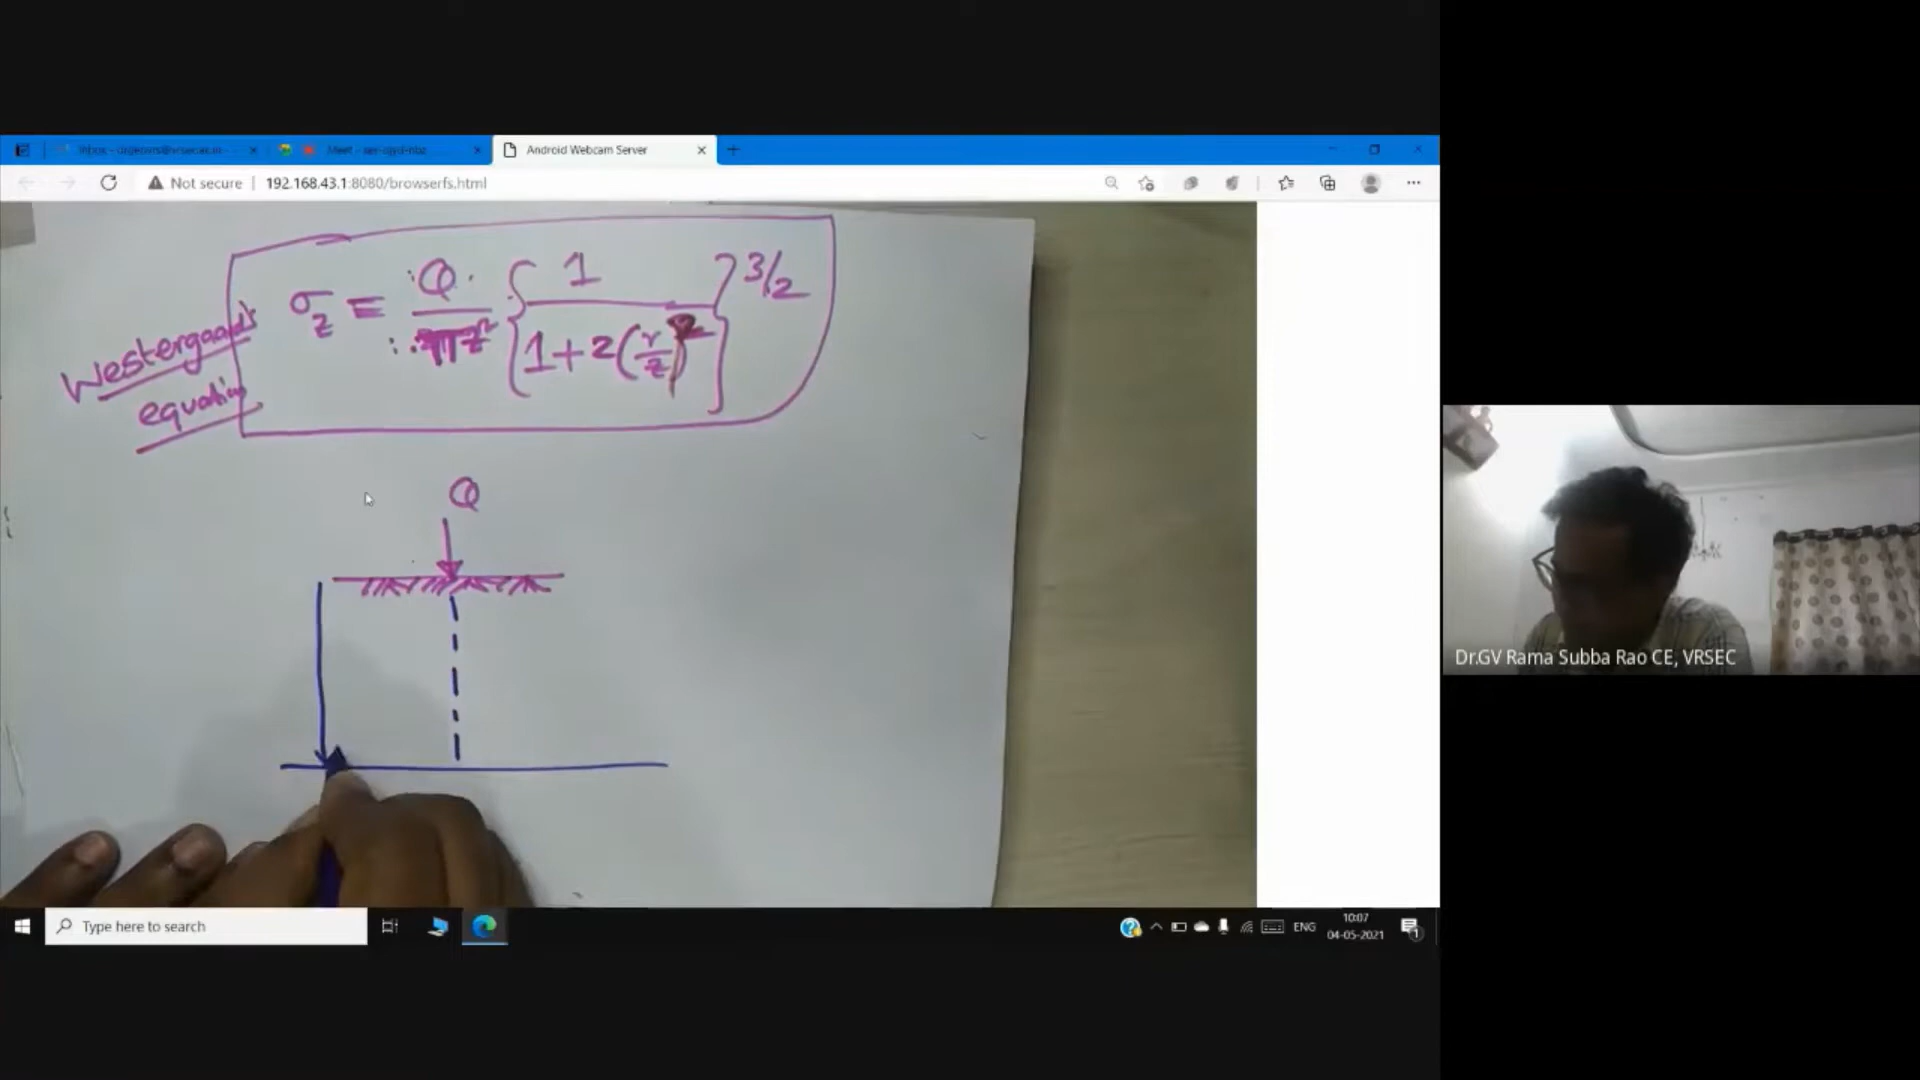 Android Webcam Server
Not secure | 192.168.43.1:8080/browserfs.html
Westergaard's
equation
σz = Q/πz² { 1 / 1+2(r/z)² }^3/2
Q
Dr.GV Rama Subba Rao CE, VRSEC
Type here to search
ENG
10:07
04-05-2021
1